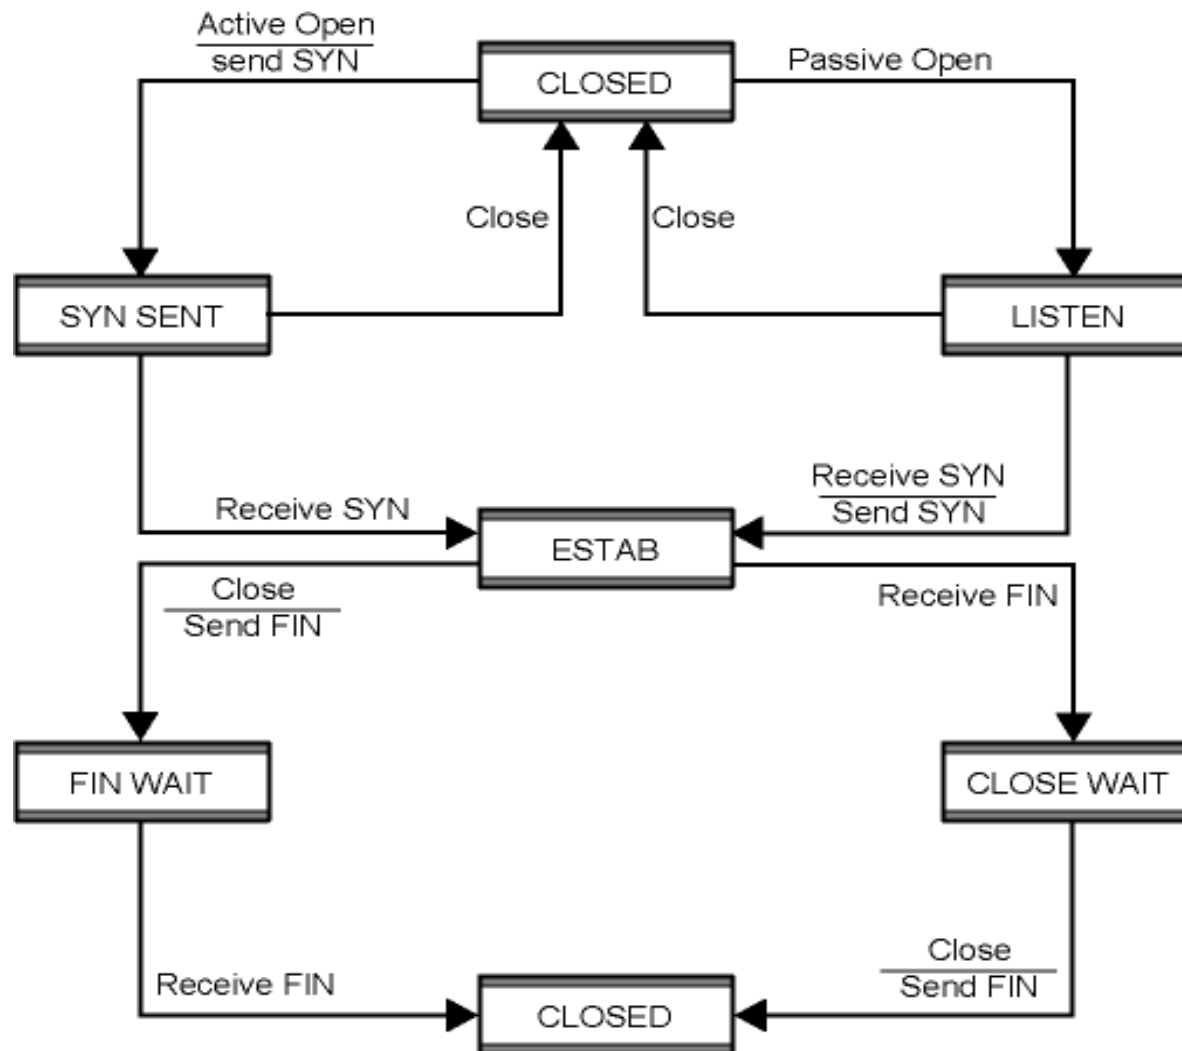 Active Open
send SYN
CLOSED
Passive Open
Close
Close
SYN SENT
LISTEN
Receive SYN
Receive SYN
Send SYN
ESTAB
Close
Send FIN
Receive FIN
FIN WAIT
CLOSE WAIT
Receive FIN
Close
Send FIN
CLOSED